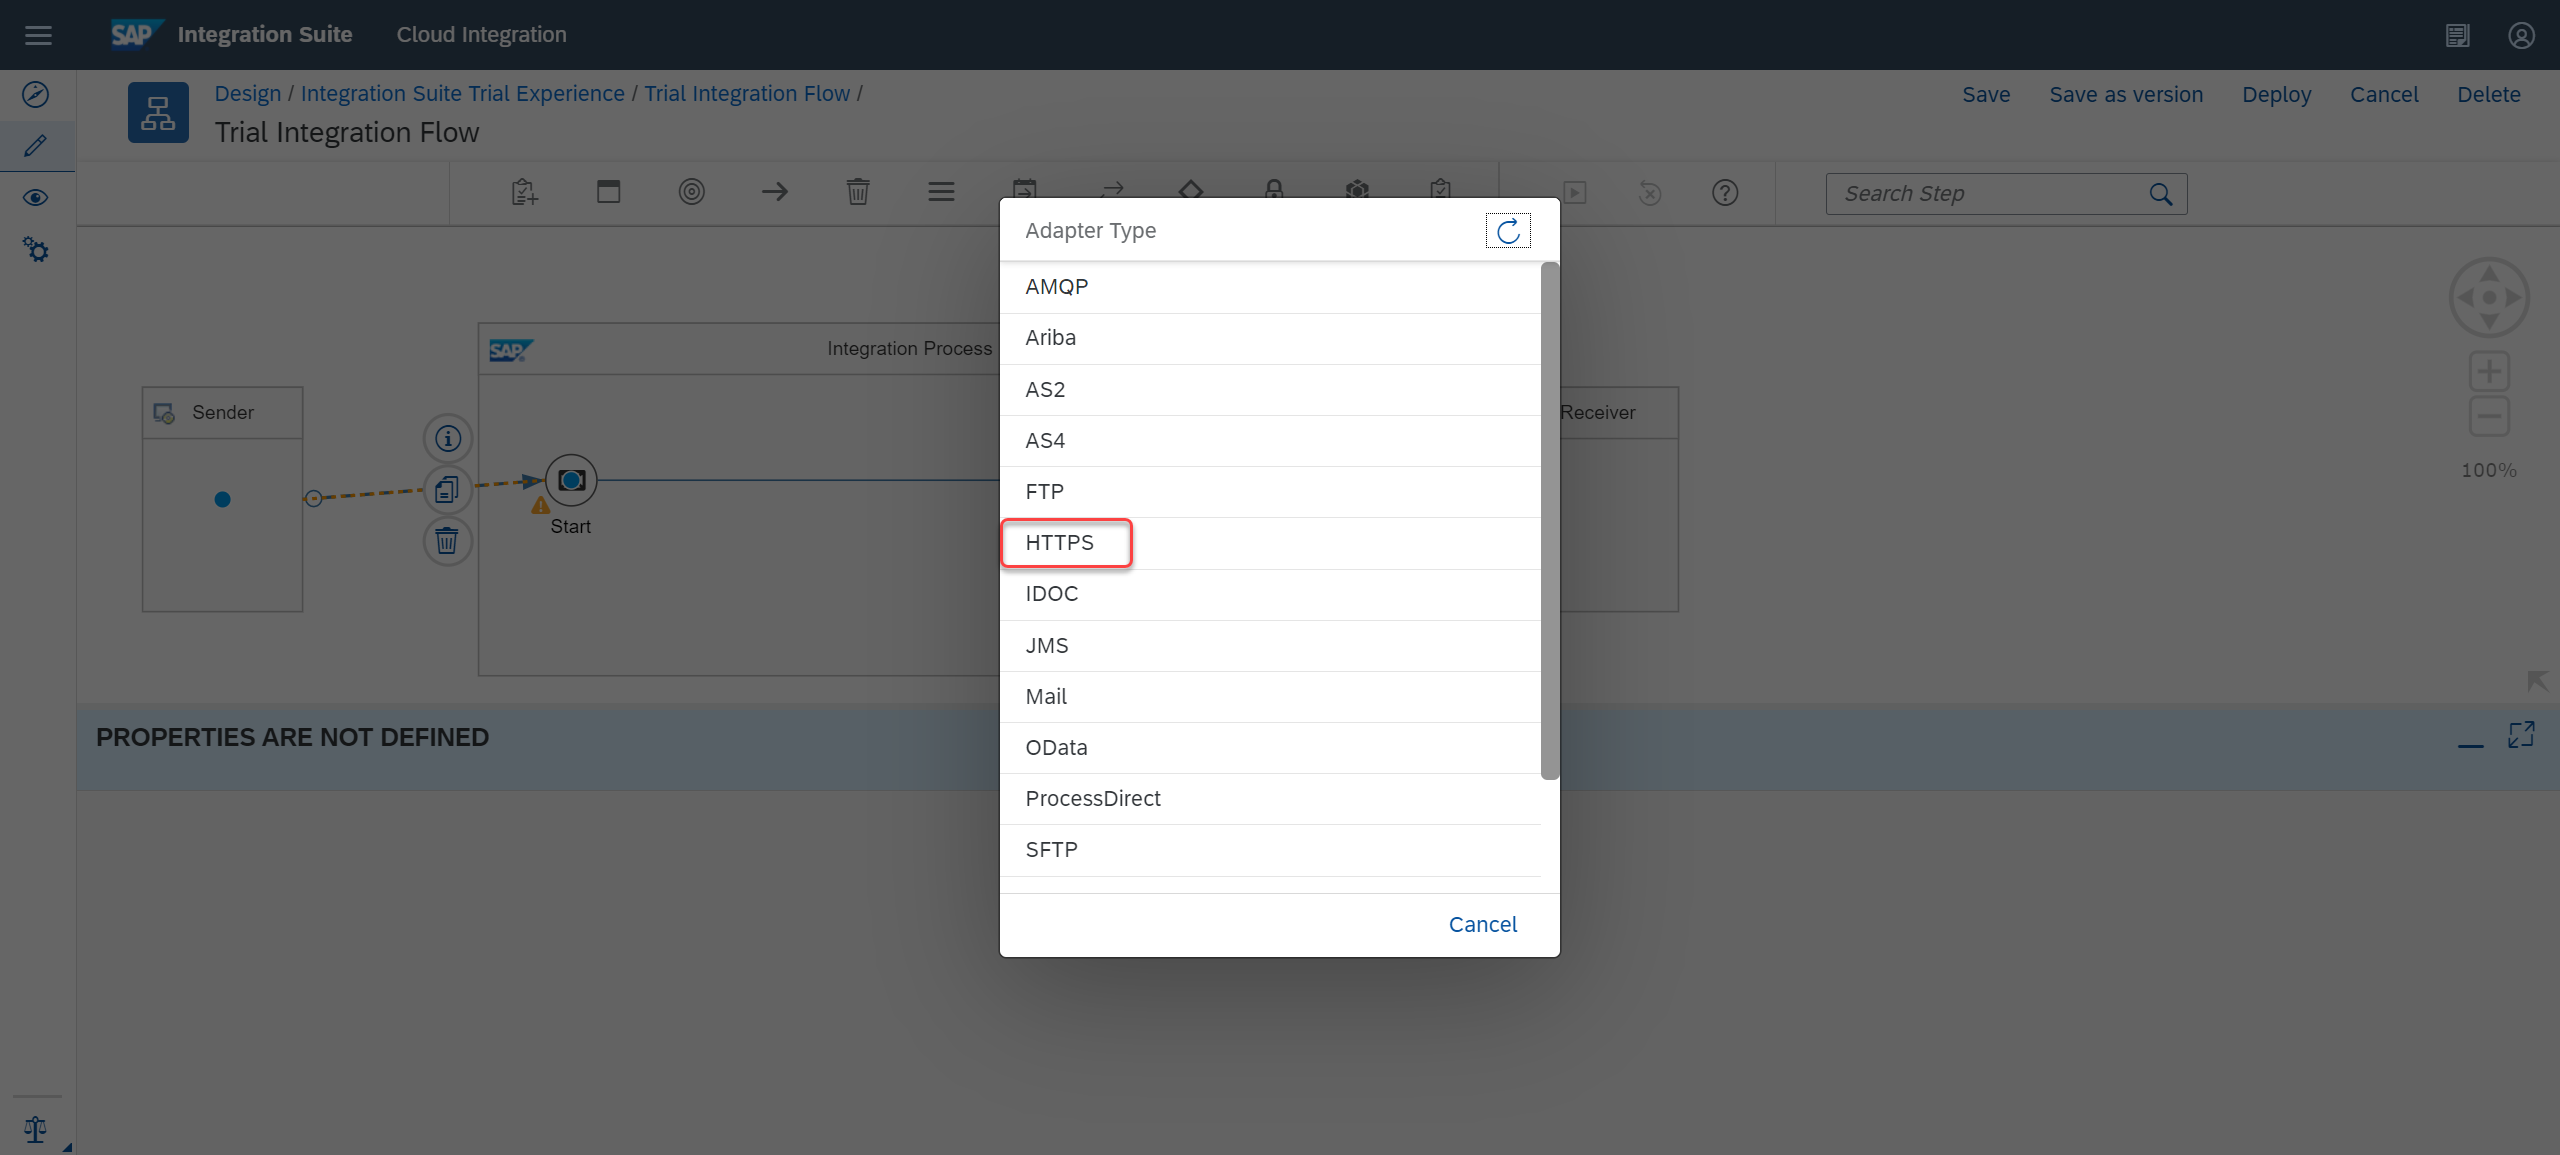 SAP Integration Suite Cloud Integration
Design / Integration Suite Trial Experience / Trial Integration Flow /
Trial Integration Flow
Save Save as version Deploy Cancel Delete
Search Step
Adapter Type
AMQP
Ariba
AS2
AS4
FTP
HTTPS
IDOC
JMS
Mail
OData
ProcessDirect
SFTP
Cancel
SAP Integration Process
Sender
Start
Receiver
100%
PROPERTIES ARE NOT DEFINED